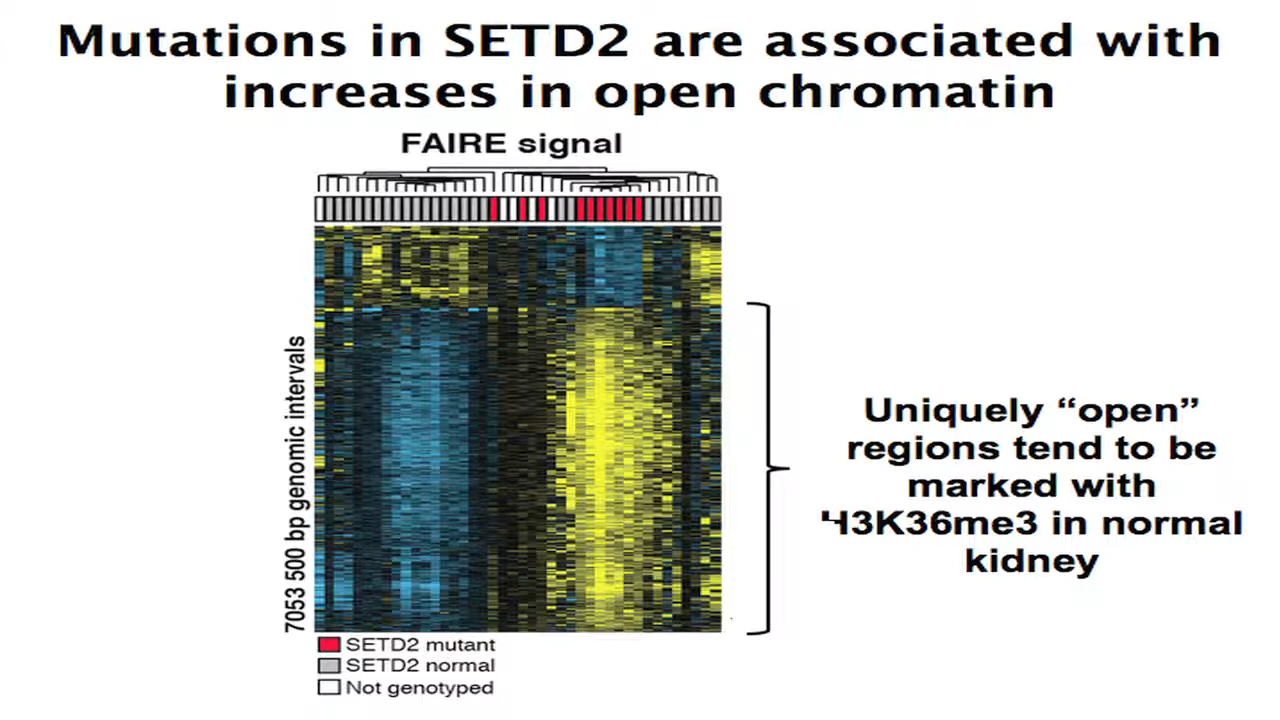 Mutations in SETD2 are associated with
increases in open chromatin
FAIRE signal
7053 500 bp genomic intervals
Uniquely “open”
regions tend to be
marked with
H3K36me3 in normal
kidney
SETD2 mutant
SETD2 normal
Not genotyped